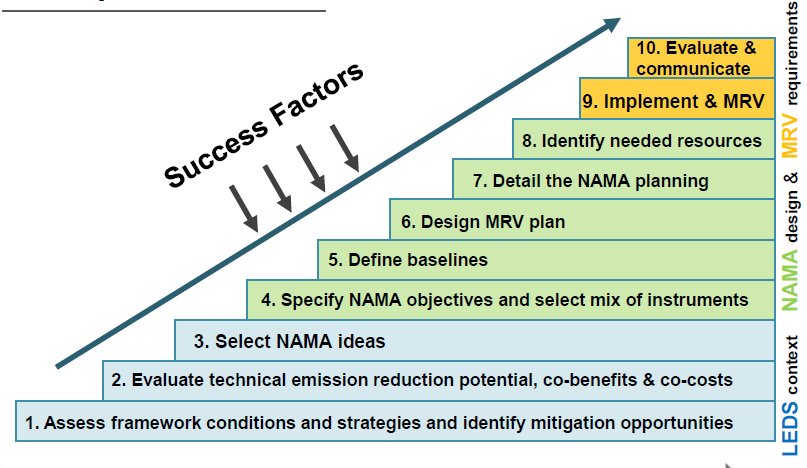 Success Factors
10. Evaluate &
communicate
9. Implement & MRV
8. Identify needed resources
7. Detail the NAMA planning
6. Design MRV plan
5. Define baselines
4. Specify NAMA objectives and select mix of instruments
3. Select NAMA ideas
2. Evaluate technical emission reduction potential, co-benefits & co-costs
1. Assess framework conditions and strategies and identify mitigation opportunities
LEDS context
NAMA design & MRV requirements